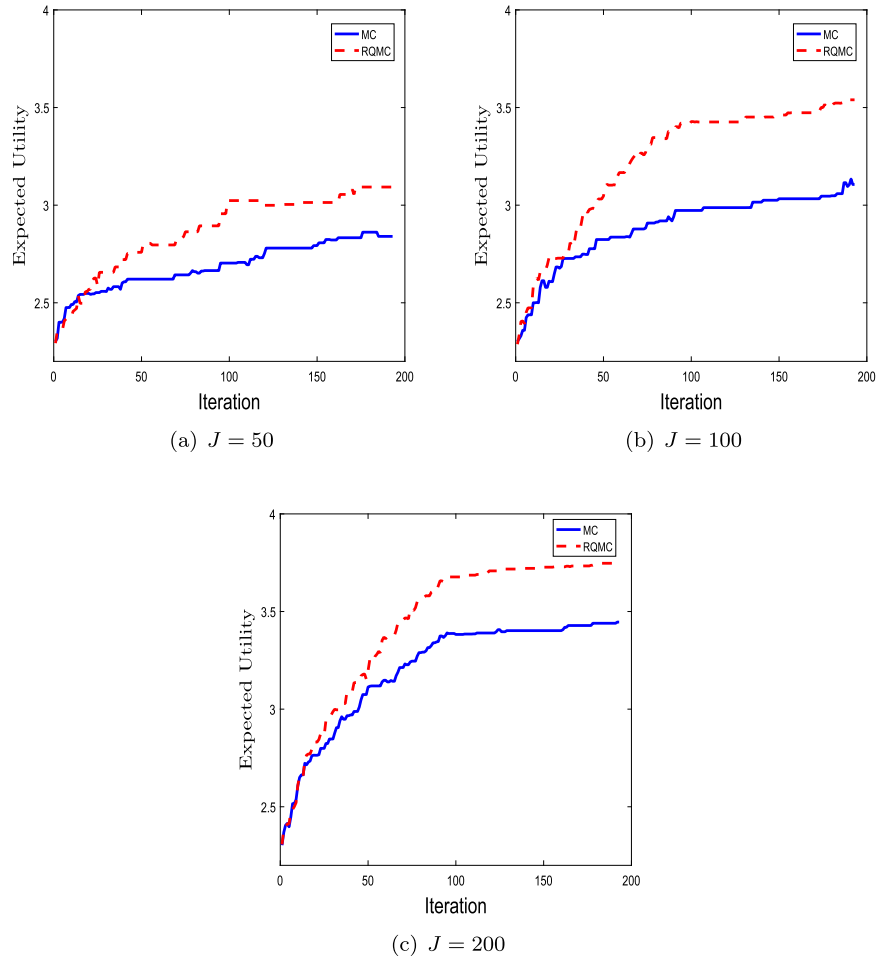 4
3.5
3
2.5
0
50
100
150
200
Expected Utility
Iteration
MC
RQMC
(a) J = 50
4
3.5
3
2.5
0
50
100
150
200
Expected Utility
Iteration
MC
RQMC
(b) J = 100
4
3.5
3
2.5
0
50
100
150
200
Expected Utility
Iteration
MC
RQMC
(c) J = 200